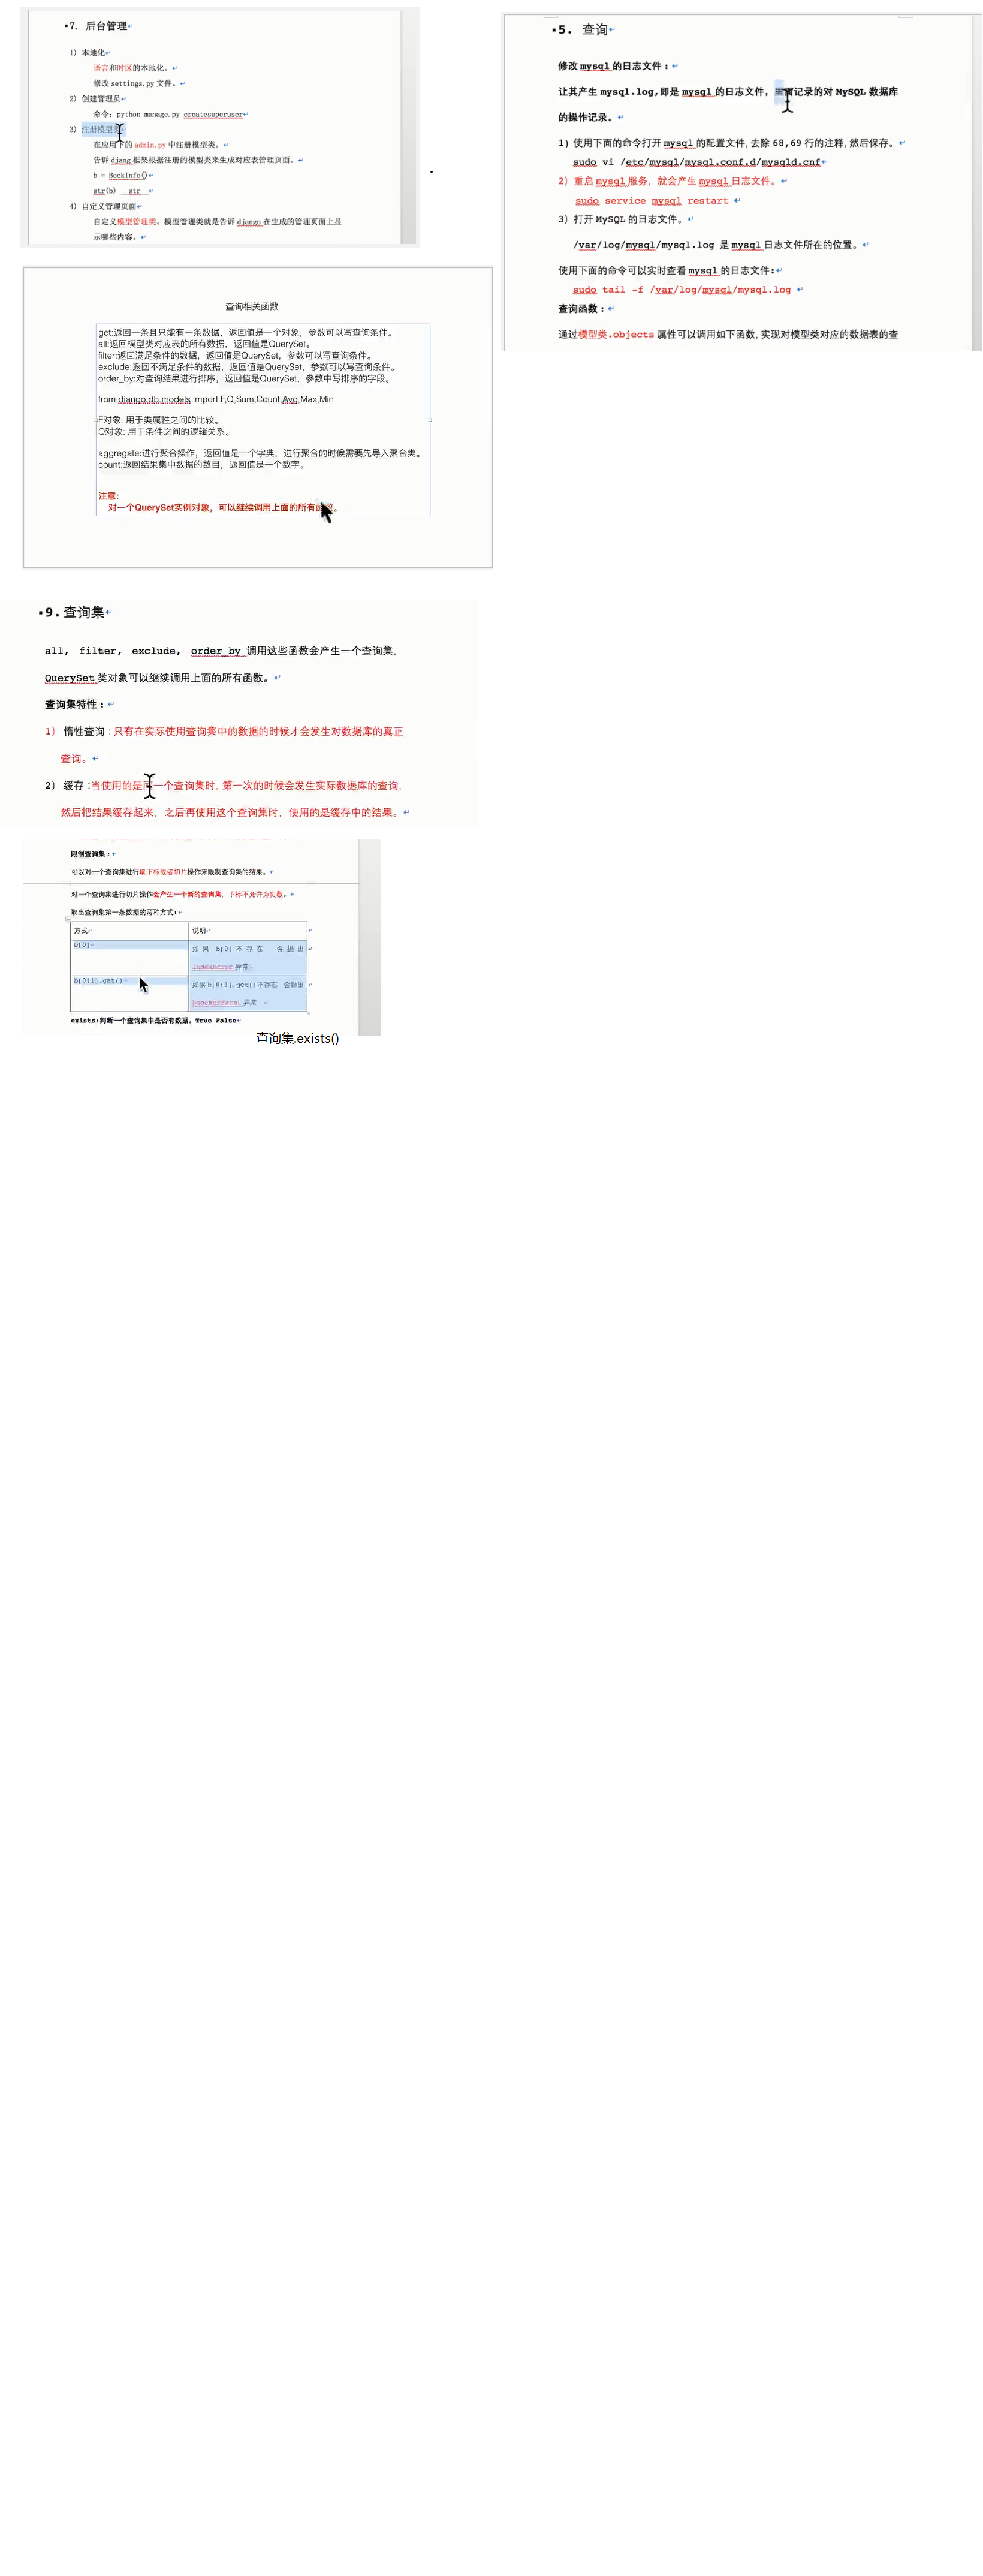 7. 后台管理
1) 本地化
语言和时区的本地化。
修改 settings.py 文件。
2) 创建管理员
命令：python manage.py createsuperuser
3) 注册模型类
在应用下的 admin.py 中注册模型类。
告诉 djang 框架根据注册的模型类来生成对应表管理页面。
b = BookInfo()
str(b) __str__
4) 自定义管理页面
自定义模型管理类。模型管理类就是告诉 django 在生成的管理页面上显
示哪些内容。
5. 查询
修改 mysql 的日志文件：
让其产生 mysql.log,即是 mysql 的日志文件，里面记录的对 MySQL 数据库
的操作记录。
1) 使用下面的命令打开 mysql 的配置文件，去除 68,69 行的注释，然后保存。
sudo vi /etc/mysql/mysql.conf.d/mysqld.cnf
2) 重启 mysql 服务，就会产生 mysql 日志文件。
sudo service mysql restart
3) 打开 MySQL 的日志文件。
/var/log/mysql/mysql.log 是 mysql 日志文件所在的位置。
使用下面的命令可以实时查看 mysql 的日志文件:
sudo tail -f /var/log/mysql/mysql.log
查询函数：
通过模型类.objects 属性可以调用如下函数，实现对模型类对应的数据表的查
查询相关函数
get:返回一条且只能有一条数据，返回值是一个对象，参数可以写查询条件。
all:返回模型类对应表的所有数据，返回值是QuerySet。
filter:返回满足条件的数据，返回值是QuerySet，参数可以写查询条件。
exclude:返回不满足条件的数据，返回值是QuerySet，参数可以写查询条件。
order_by:对查询结果进行排序，返回值是QuerySet，参数中写排序的字段。
from django.db.models import F,Q,Sum,Count,Avg,Max,Min
F对象: 用于类属性之间的比较。
Q对象: 用于条件之间的逻辑关系。
aggregate:进行聚合操作，返回值是一个字典，进行聚合的时候需要先导入聚合类。
count:返回结果集中数据的数目，返回值是一个数字。
注意:
对一个QuerySet实例对象，可以继续调用上面的所有函数。
9. 查询集
all, filter, exclude, order_by 调用这些函数会产生一个查询集，
QuerySet 类对象可以继续调用上面的所有函数。
查询集特性：
1) 惰性查询：只有在实际使用查询集中的数据的时候才会发生对数据库的真正
查询。
2) 缓存：当使用的是同一个查询集时，第一次的时候会发生实际数据库的查询，
然后把结果缓存起来，之后再使用这个查询集时，使用的是缓存中的结果。
限制查询集：
可以对一个查询集进行取下标或者切片操作来限制查询集的结果。
对一个查询集进行切片操作会产生一个新的查询集，下标不允许为负数。
取出查询集第一条数据的两种方式:
方式 说明
b[0] 如果 b[0]不存在 会抛出
IndexError 异常
b[0:1].get() 如果b[0:1].get()不存在 会抛出
DoesNotExist 异常
exists:判断一个查询集中是否有数据。True False
查询集.exists()